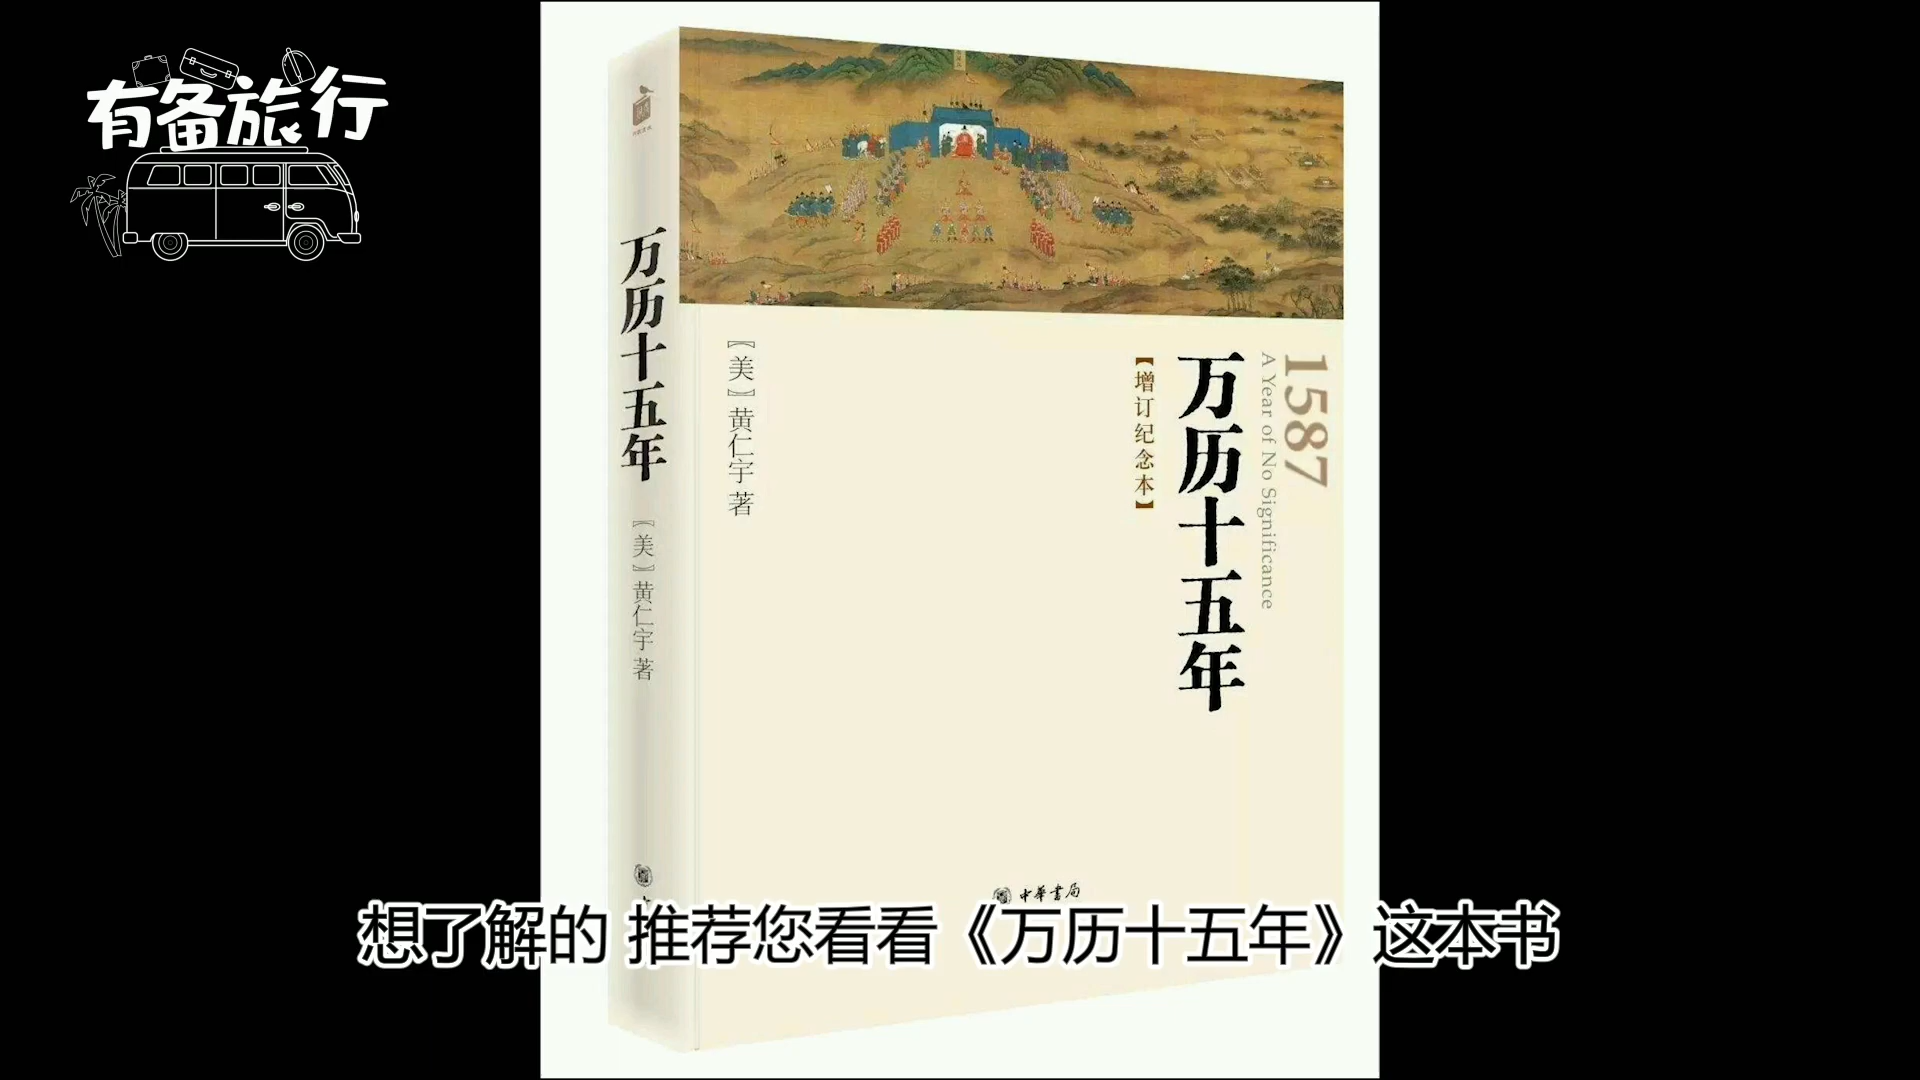 有备旅行
万历十五年
【美】黄仁宇 著
1587
A Year of No Significance
万历十五年
【增订纪念本】
【美】黄仁宇 著
中華書局
想了解的 推荐您看看《万历十五年》这本书